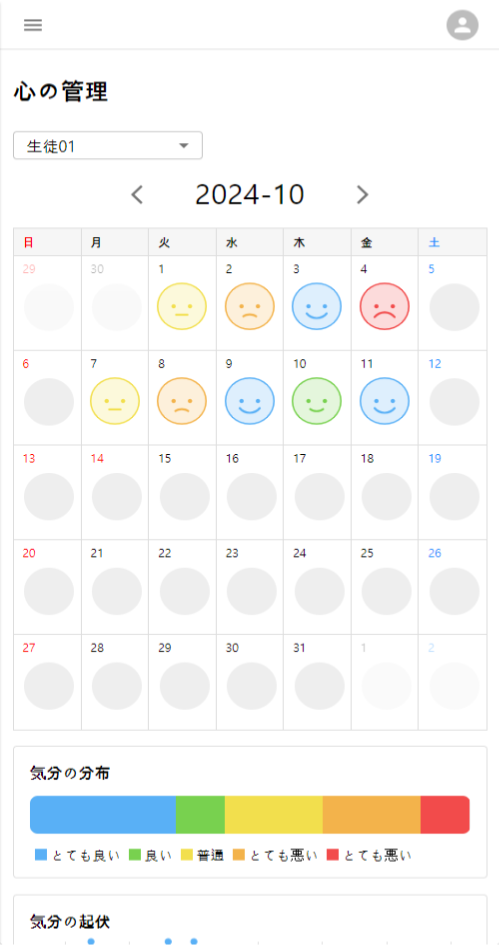 心の管理
生徒01
2024-10
日 月 火 水 木 金 土
29 30 1 2 3 4 5
6 7 8 9 10 11 12
13 14 15 16 17 18 19
20 21 22 23 24 25 26
27 28 29 30 31 1 2
気分の分布
とても良い 良い 普通 とても悪い とても悪い
気分の起伏